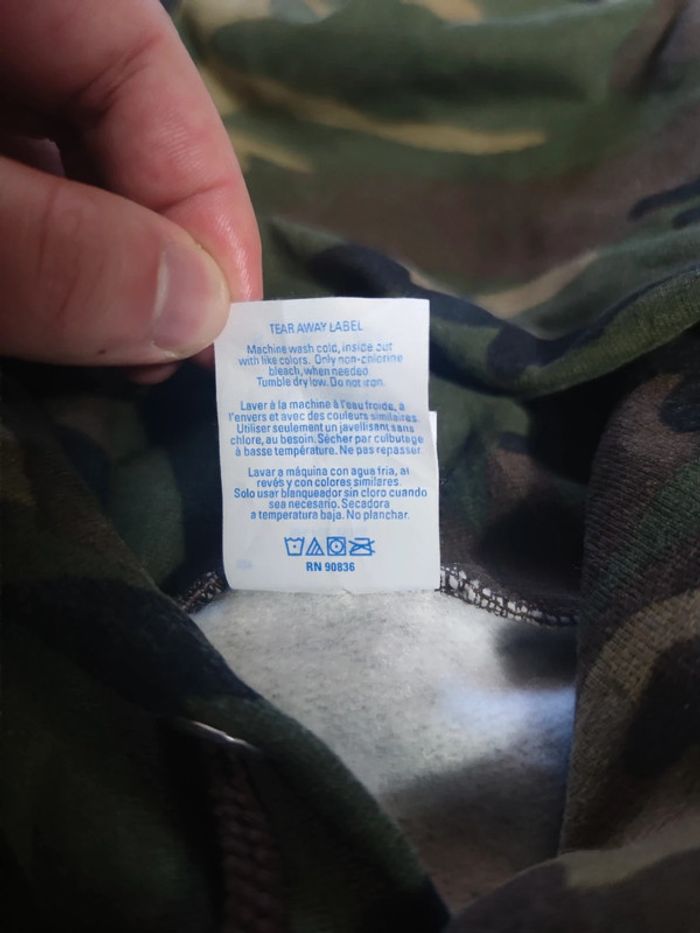 TEAR AWAY LABEL
Machine wash cold, inside out
with like colors. Only non-chlorine
bleach, when needed.
Tumble dry low. Do not iron.
Laver à la machine à l'eau froide, à
l'envers et avec des couleurs similaires.
Utiliser seulement un javellisant sans
chlore, au besoin. Sécher par culbutage
à basse température. Ne pas repasser.
Lavar a máquina con agua fria, al
revés y con colores similares.
Solo usar blanqueador sin cloro cuando
sea necesario. Secadora
a temperatura baja. No planchar.
RN 90836